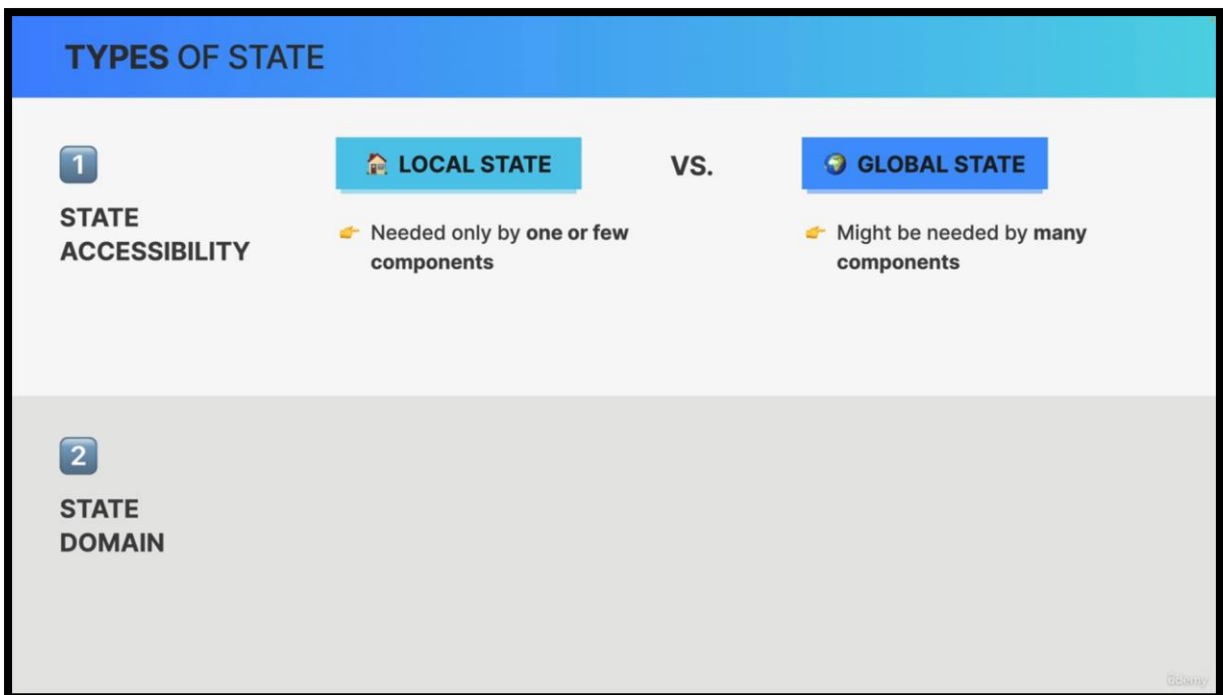 TYPES OF STATE
1
STATE
ACCESSIBILITY
LOCAL STATE
VS.
GLOBAL STATE
Needed only by one or few
components
Might be needed by many
components
2
STATE
DOMAIN
Udemy